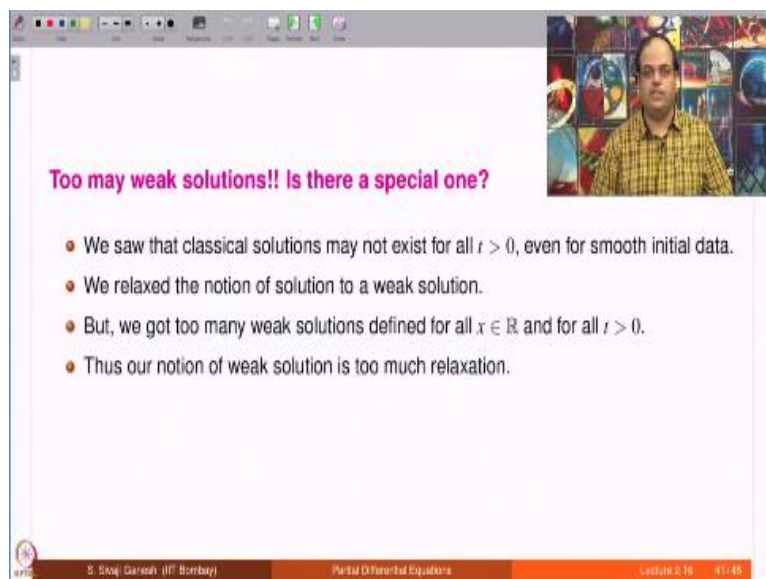 Too may weak solutions!! Is there a special one?
We saw that classical solutions may not exist for all t > 0, even for smooth initial data.
We relaxed the notion of solution to a weak solution.
But, we got too many weak solutions defined for all x ∈ ℝ and for all t > 0.
Thus our notion of weak solution is too much relaxation.
S. Sivaji Ganesh (IIT Bombay) Partial Differential Equations Lecture 2.16 41/45